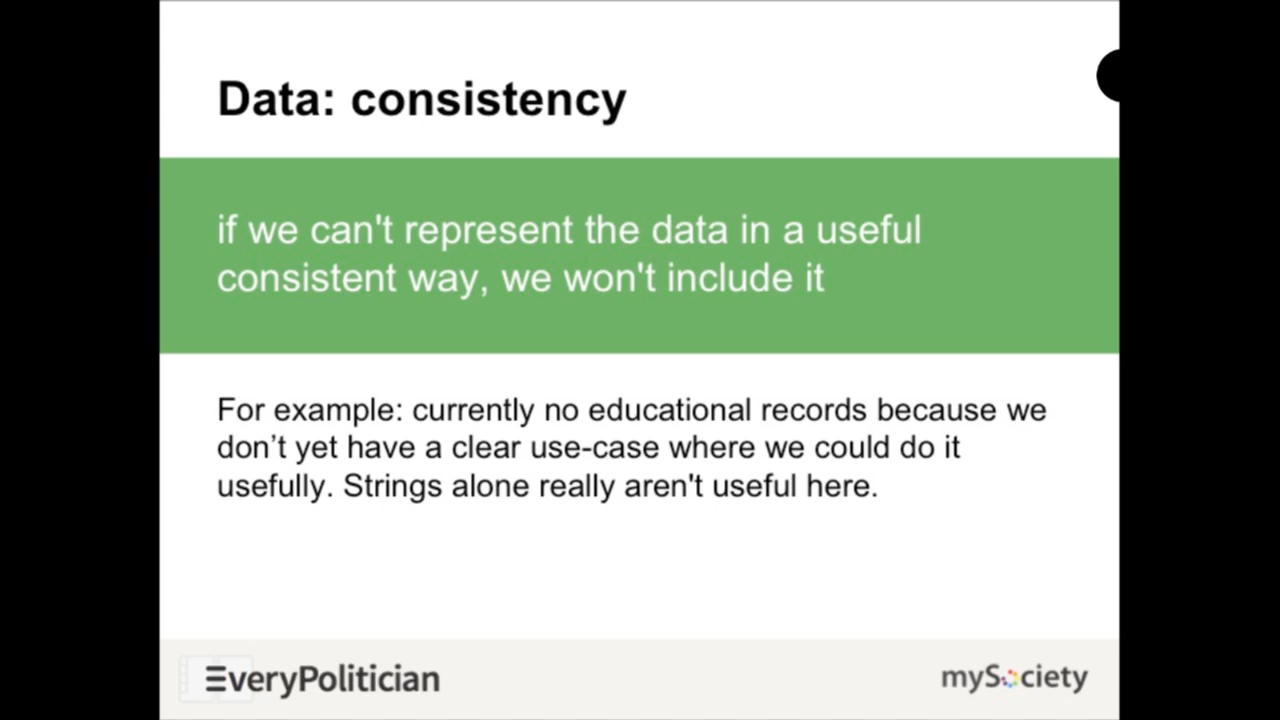 Data: consistency
if we can't represent the data in a useful
consistent way, we won't include it
For example: currently no educational records because we
don’t yet have a clear use-case where we could do it
usefully. Strings alone really aren't useful here.
EveryPolitician
mySociety